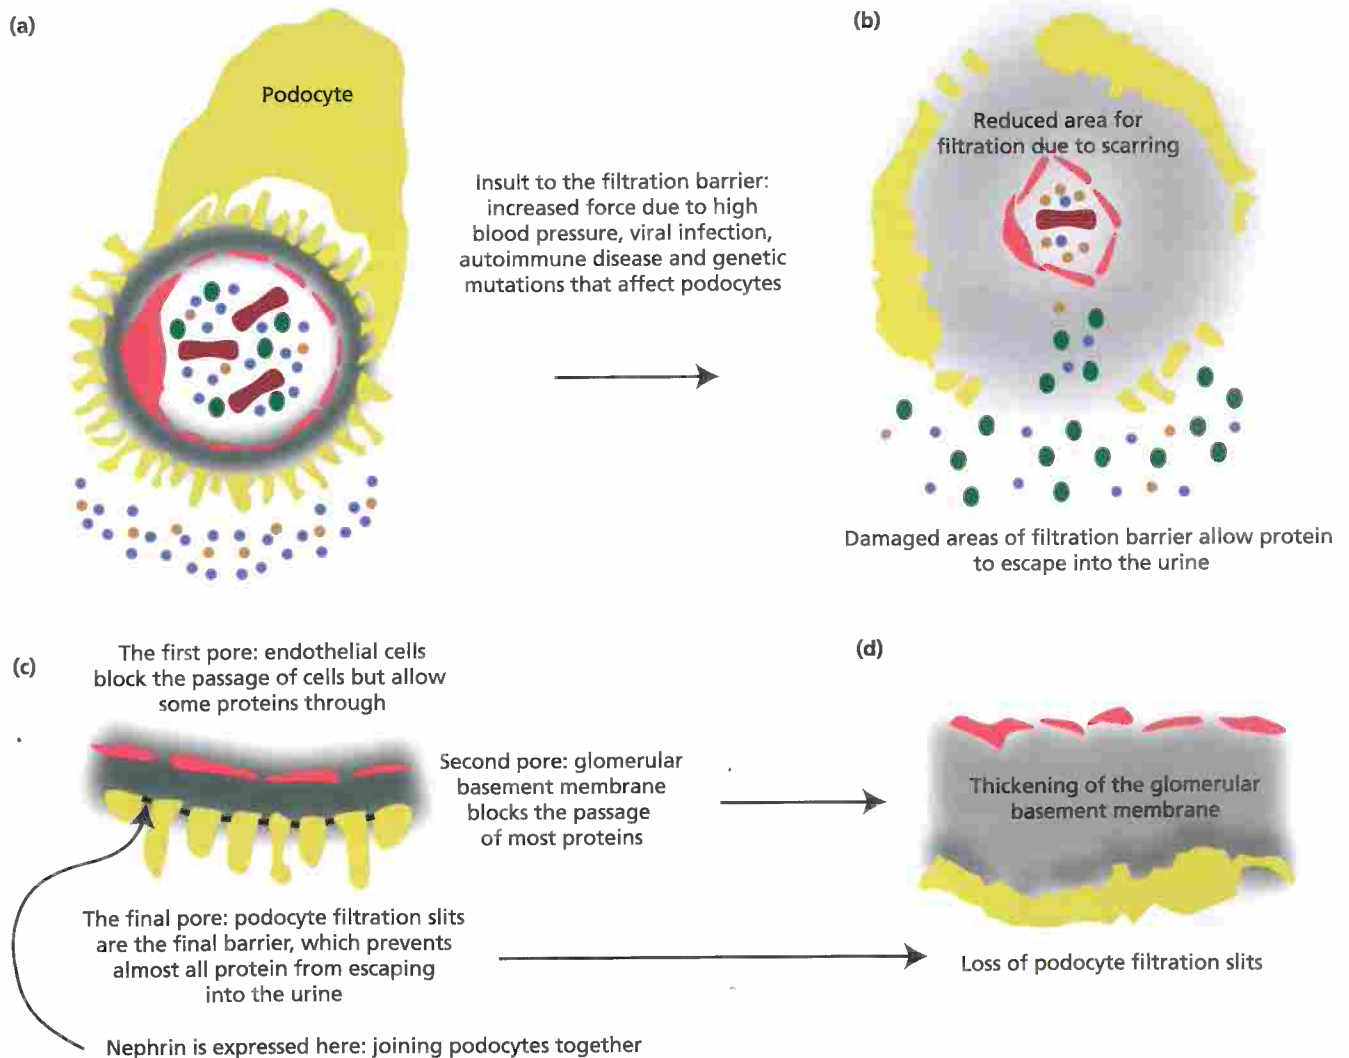 (a)
Podocyte
Insult to the filtration barrier:
increased force due to high
blood pressure, viral infection,
autoimmune disease and genetic
mutations that affect podocytes
(b)
Reduced area for
filtration due to scarring
Damaged areas of filtration barrier allow protein
to escape into the urine
(c)
The first pore: endothelial cells
block the passage of cells but allow
some proteins through
Second pore: glomerular
basement membrane
blocks the passage
of most proteins
The final pore: podocyte filtration slits
are the final barrier, which prevents
almost all protein from escaping
into the urine
Nephrin is expressed here: joining podocytes together
(d)
Thickening of the glomerular
basement membrane
Loss of podocyte filtration slits